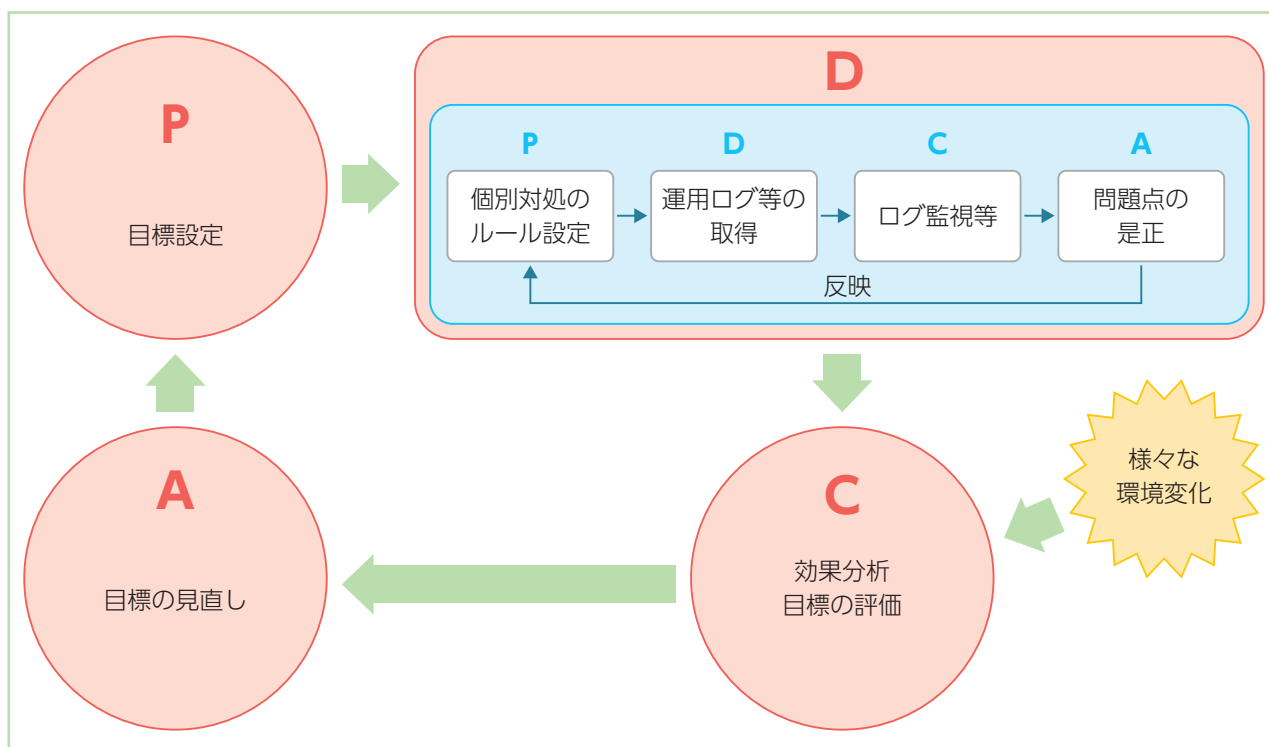 P
目標設定
D
P
D
C
A
個別対処の
ルール設定
運用ログ等の
取得
ログ監視等
問題点の
是正
反映
様々な
環境変化
C
効果分析
目標の評価
A
目標の見直し